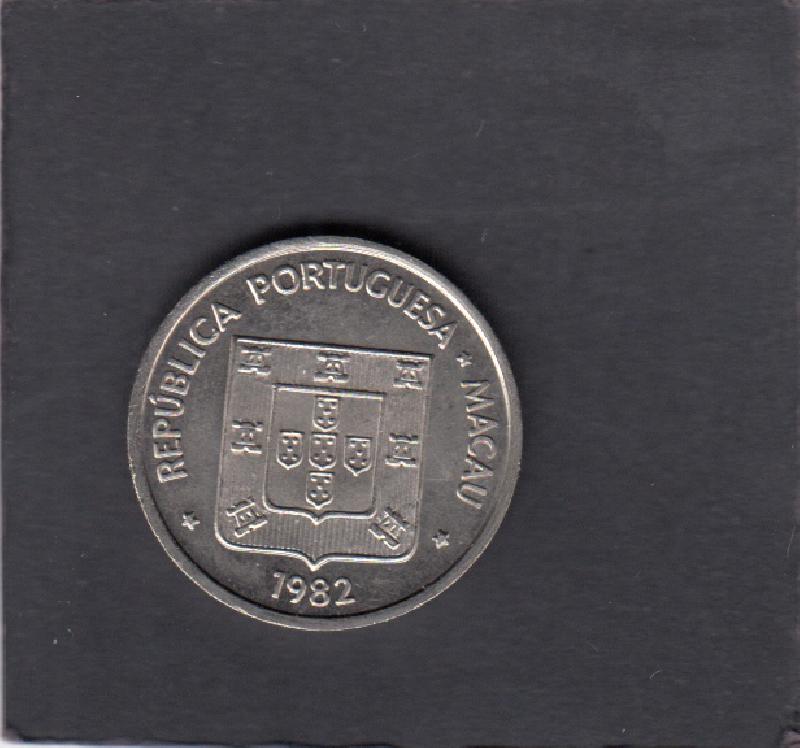 REPÚBLICA PORTUGUESA * MACAU
1982